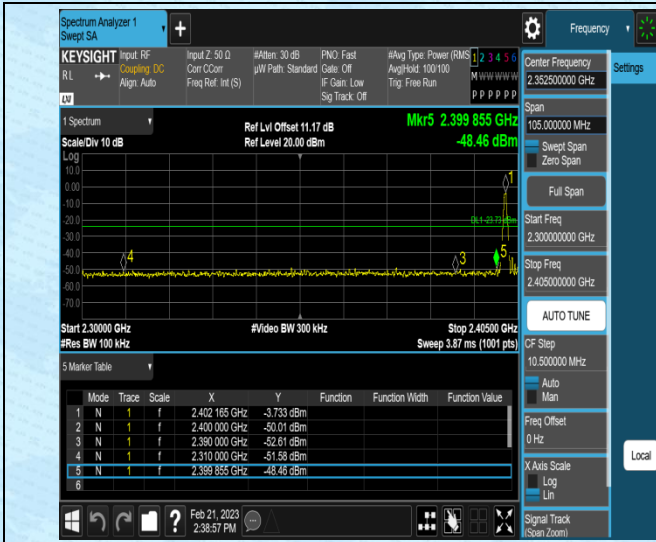 Spectrum Analyzer 1
Swept SA
+
Frequency
KEYSIGHT
RL
LXI
Input: RF
Coupling: DC
Align: Auto
Input Z: 50 Ω
Corr CCorr
Freq Ref: Int (S)
#Atten: 30 dB
µW Path: Standard
PNO: Fast
Gate: Off
IF Gain: Low
Sig Track: Off
#Avg Type: Power (RMS
Avg|Hold: 100/100
Trig: Free Run
1 2 3 4 5 6
M W W W W W
P P P P P P
1 Spectrum
Scale/Div 10 dB
Ref Lvl Offset 11.17 dB
Ref Level 20.00 dBm
Mkr5 2.399 855 GHz
-48.46 dBm
Log
10.0
0.00
-10.0
-20.0
-30.0
-40.0
-50.0
-60.0
-70.0
1
DL1 -23.73 dBm
4
3
5
Start 2.30000 GHz
#Video BW 300 kHz
Stop 2.40500 GHz
#Res BW 100 kHz
Sweep 3.87 ms (1001 pts)
5 Marker Table
Mode Trace Scale X Y Function Function Width Function Value
1 N 1 f 2.402 165 GHz -3.733 dBm
2 N 1 f 2.400 000 GHz -50.01 dBm
3 N 1 f 2.390 000 GHz -52.61 dBm
4 N 1 f 2.310 000 GHz -51.58 dBm
5 N 1 f 2.399 855 GHz -48.46 dBm
6
?
Feb 21, 2023
2:38:57 PM
Center Frequency
2.352500000 GHz
Settings
Span
105.000000 MHz
Swept Span
Zero Span
Full Span
Start Freq
2.300000000 GHz
Stop Freq
2.405000000 GHz
AUTO TUNE
CF Step
10.500000 MHz
Auto
Man
Freq Offset
0 Hz
Local
X Axis Scale
Log
Lin
Signal Track
(Span Zoom)